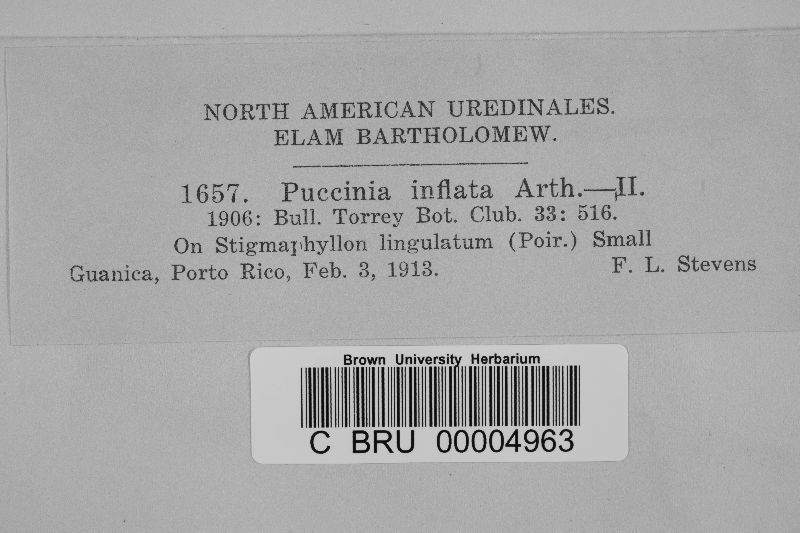 NORTH AMERICAN UREDINALES.
ELAM BARTHOLOMEW.
1657. Puccinia inflata Arth.—II.
1906: Bull. Torrey Bot. Club. 33: 516.
On Stigmaphyllon lingulatum (Poir.) Small
Guanica, Porto Rico, Feb. 3, 1913. F. L. Stevens
Brown University Herbarium
C BRU 00004963